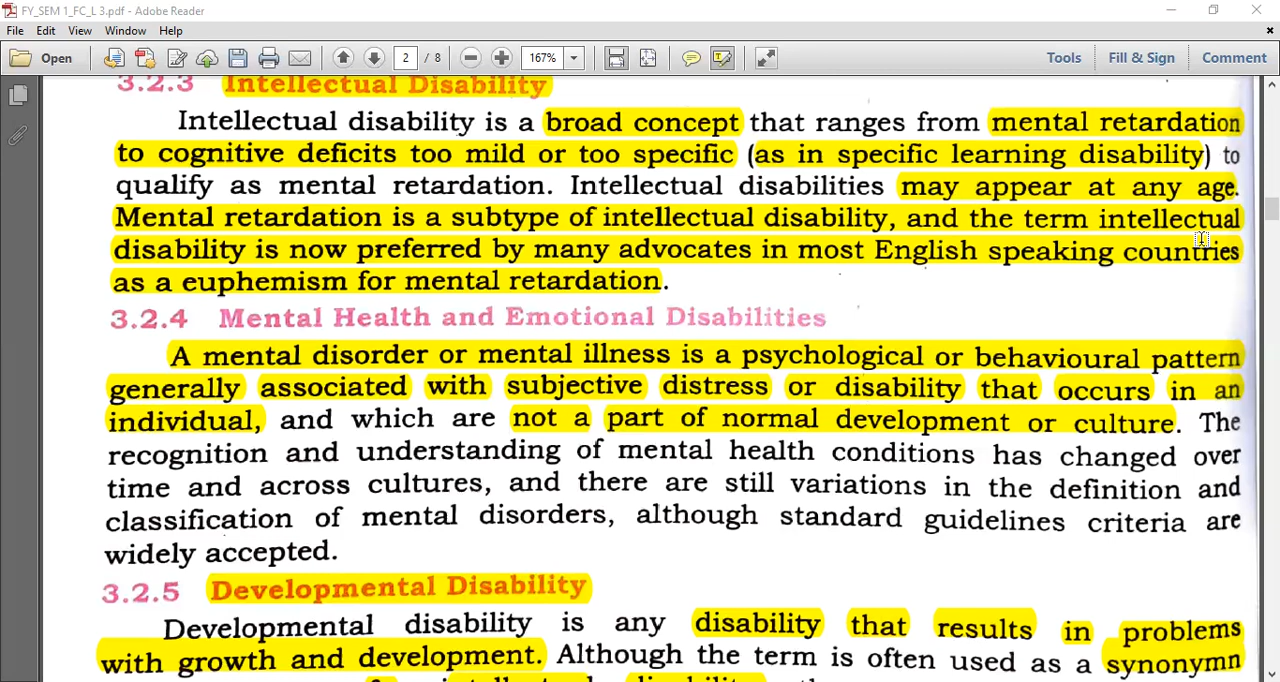 FY_SEM 1_FC_L 3.pdf - Adobe Reader
File Edit View Window Help
Open 2 / 8 167% Tools Fill & Sign Comment
3.2.3 Intellectual Disability
Intellectual disability is a broad concept that ranges from mental retardation
to cognitive deficits too mild or too specific (as in specific learning disability) to
qualify as mental retardation. Intellectual disabilities may appear at any age.
Mental retardation is a subtype of intellectual disability, and the term intellectual
disability is now preferred by many advocates in most English speaking countries
as a euphemism for mental retardation.
3.2.4 Mental Health and Emotional Disabilities
A mental disorder or mental illness is a psychological or behavioural pattern
generally associated with subjective distress or disability that occurs in an
individual, and which are not a part of normal development or culture. The
recognition and understanding of mental health conditions has changed over
time and across cultures, and there are still variations in the definition and
classification of mental disorders, although standard guidelines criteria are
widely accepted.
3.2.5 Developmental Disability
Developmental disability is any disability that results in problems
with growth and development. Although the term is often used as a synonymn